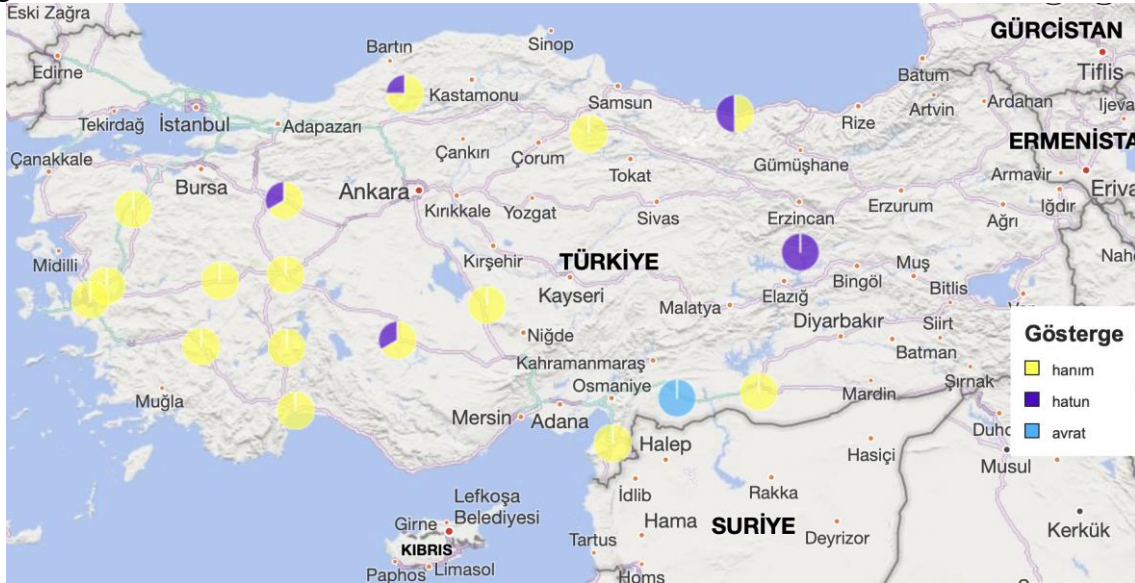 Eski Zağra
Sinop
GÜRCİSTAN
Bartın
Edirne
Batum
Tiflis
Kastamonu
Samsun
Artvin
Ardahan
Tekirdağ
İstanbul
Adapazarı
Rize
ERMENİSTA
Çanakkale
Çankırı
Çorum
Gümüşhane
Bursa
Ankara
Tokat
Armavir
Eriva
Kırıkkale
Yozgat
Sivas
Erzincan
Erzurum
Ağrı
Iğdır
Midilli
Kırşehir
TÜRKİYE
Kayseri
Elazığ
Bingöl
Muş
Bitlis
Malatya
Niğde
Diyarbakır
Siirt
Kahramanmaraş
Batman
Osmaniye
Mardin
Şırnak
Muğla
Mersin
Adana
Halep
Hasiçi
Musul
İdlib
Rakka
Lefkoşa
Belediyesi
Girne
Hama
SURİYE
Deyrizor
Kerkük
KIBRIS
Tartus
Paphos
Limasol
Homs
Gösterge
hanım
hatun
avrat